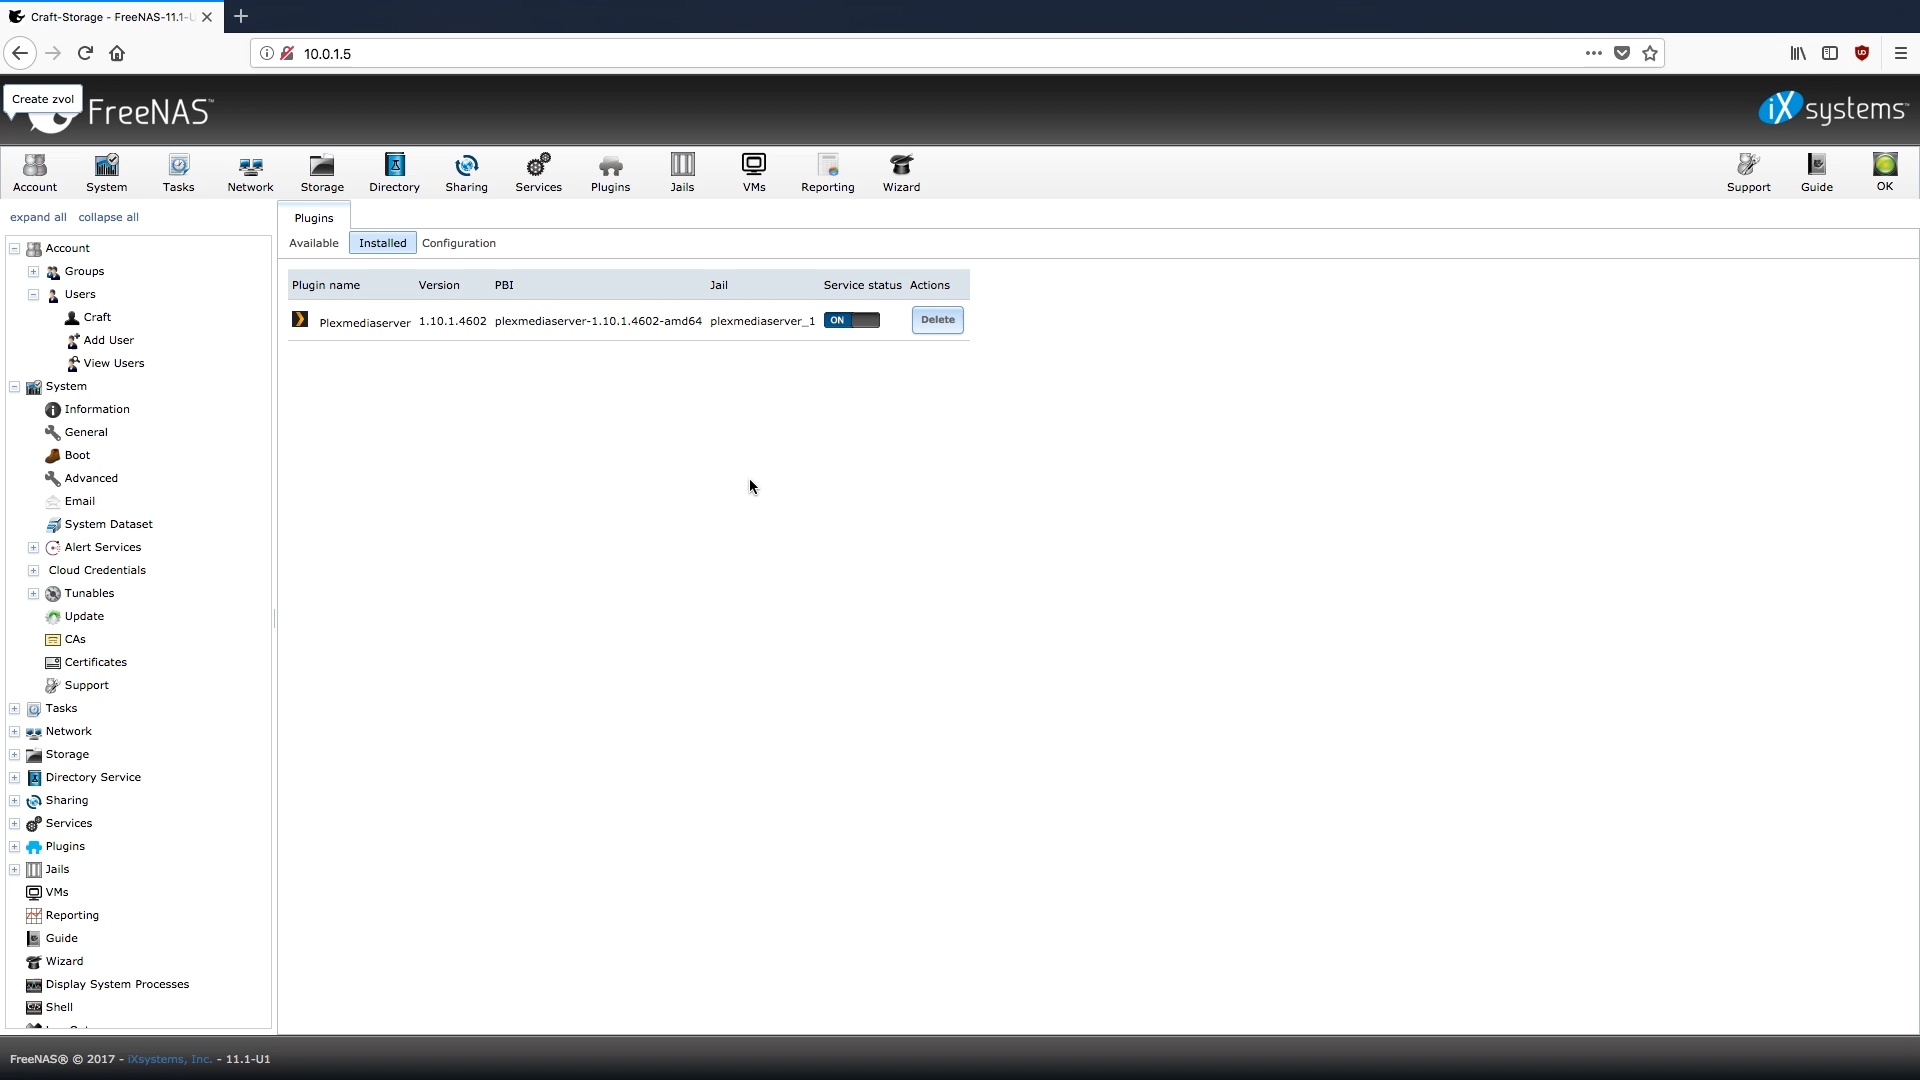 Craft-Storage - FreeNAS-11.1-U
10.0.1.5
Create zvol
FreeNAS™
iXsystems™
Account System Tasks Network Storage Directory Sharing Services Plugins Jails VMs Reporting Wizard Support Guide OK
expand all collapse all
Account
Groups
Users
Craft
Add User
View Users
System
Information
General
Boot
Advanced
Email
System Dataset
Alert Services
Cloud Credentials
Tunables
Update
CAs
Certificates
Support
Tasks
Network
Storage
Directory Service
Sharing
Services
Plugins
Jails
VMs
Reporting
Guide
Wizard
Display System Processes
Shell
Plugins
Available Installed Configuration
Plugin name Version PBI Jail Service status Actions
Plexmediaserver 1.10.1.4602 plexmediaserver-1.10.1.4602-amd64 plexmediaserver_1 ON Delete
FreeNAS® © 2017 - iXsystems, Inc. - 11.1-U1